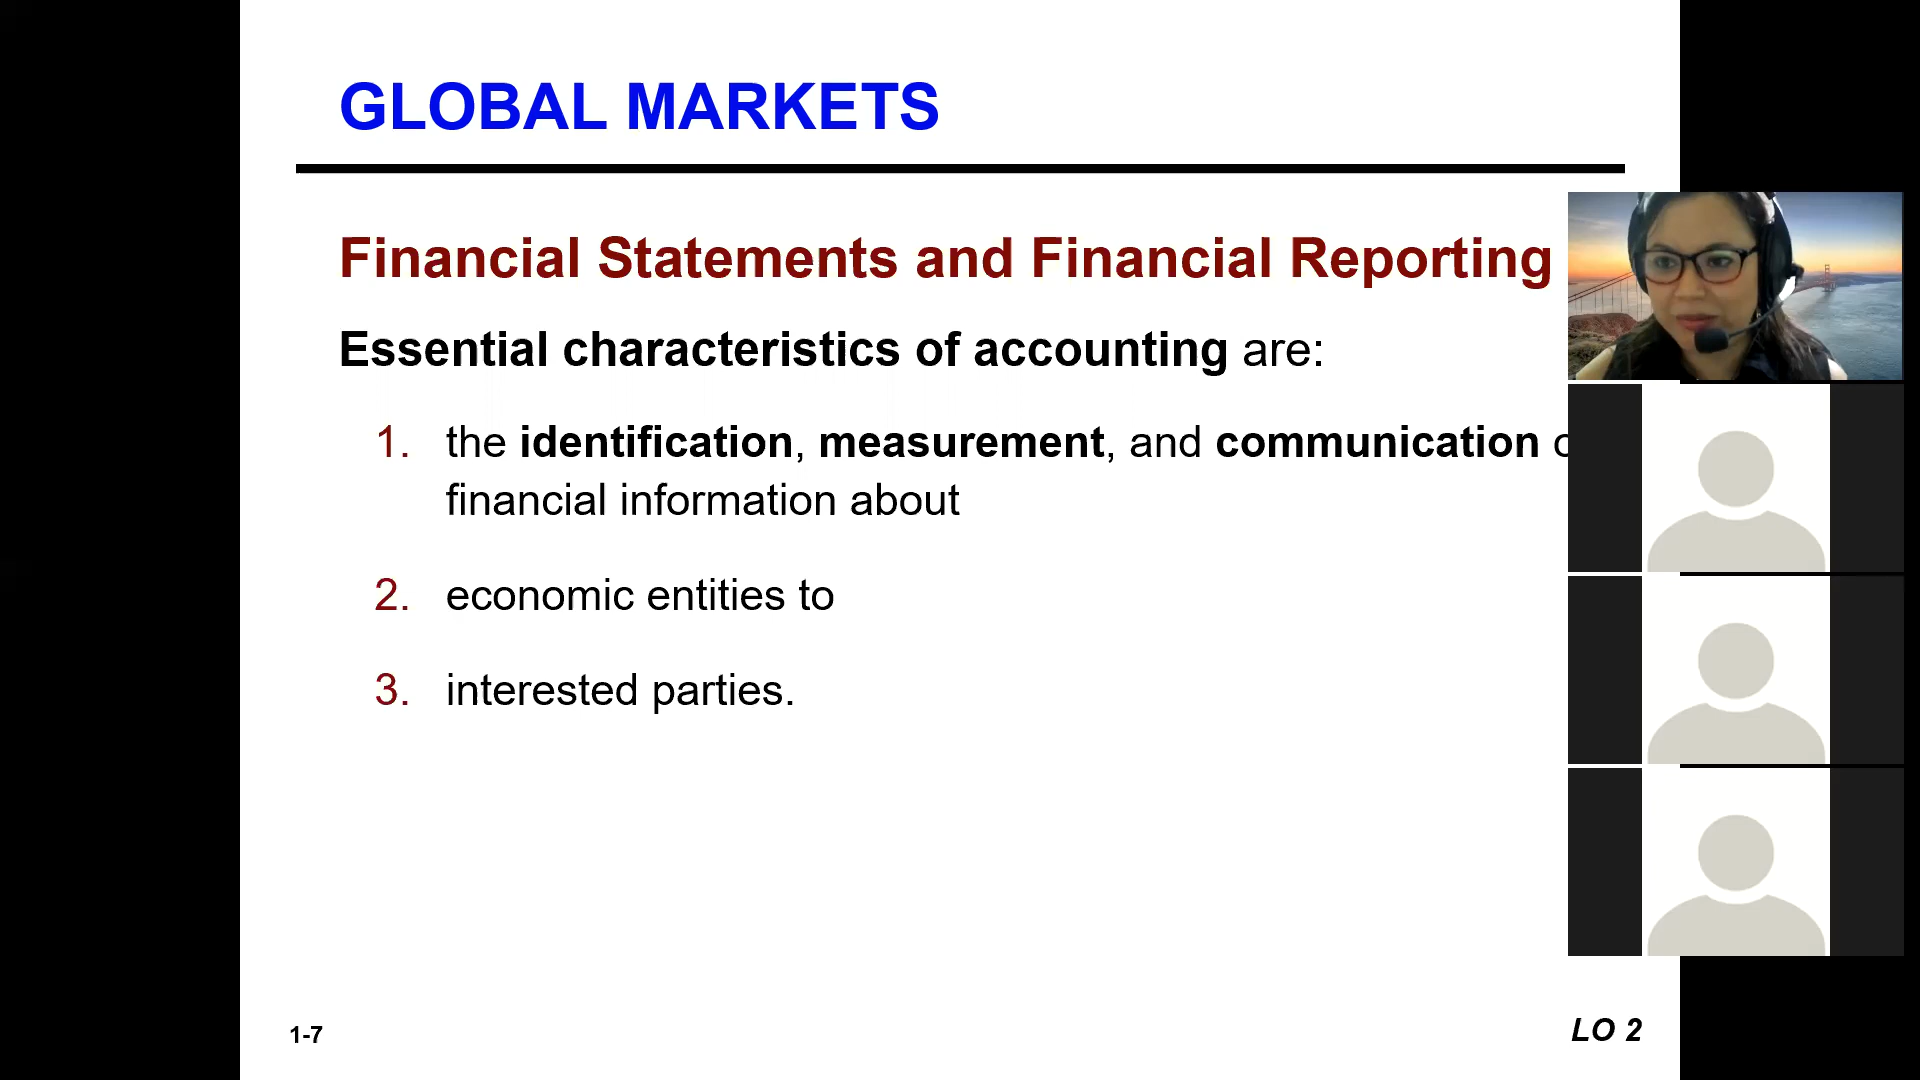 GLOBAL MARKETS
Financial Statements and Financial Reporting
Essential characteristics of accounting are:
1. the identification, measurement, and communication
financial information about
2. economic entities to
3. interested parties.
1-7
LO 2